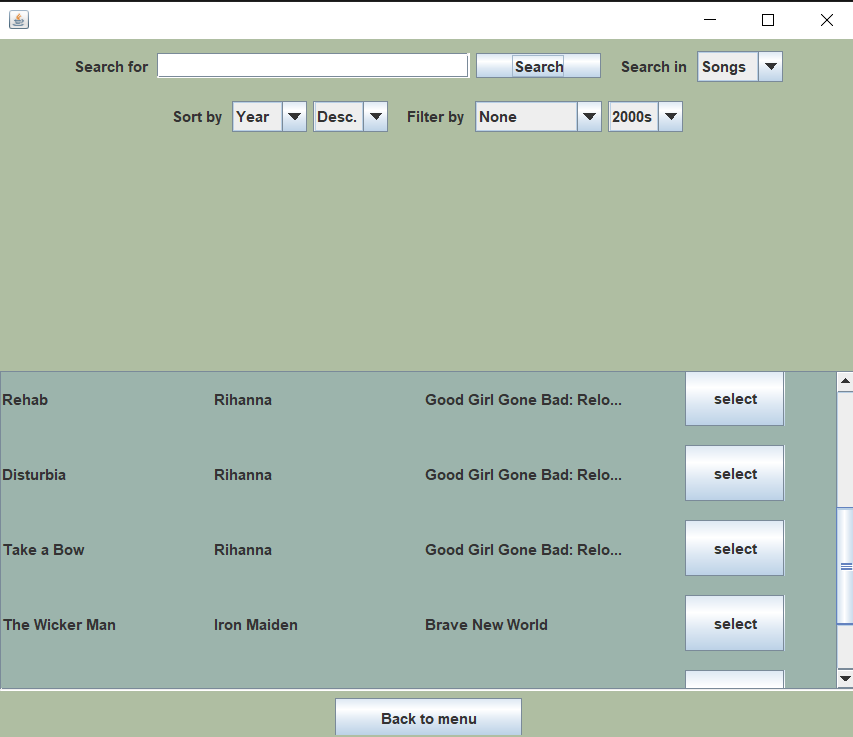 Search for Search Search in Songs
Sort by Year Desc. Filter by None 2000s
Rehab Rihanna Good Girl Gone Bad: Relo... select
Disturbia Rihanna Good Girl Gone Bad: Relo... select
Take a Bow Rihanna Good Girl Gone Bad: Relo... select
The Wicker Man Iron Maiden Brave New World select
Back to menu